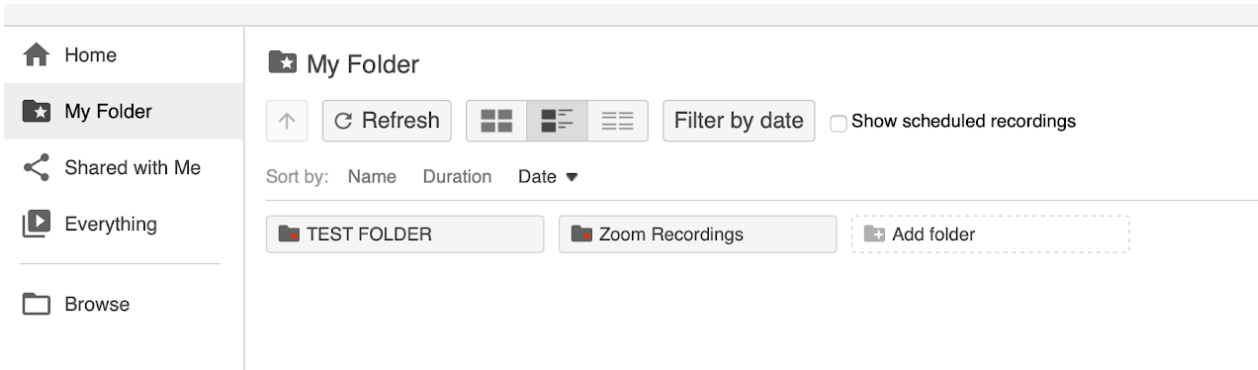 Home
My Folder
Shared with Me
Everything
Browse
My Folder
Refresh Filter by date Show scheduled recordings
Sort by: Name Duration Date
TEST FOLDER Zoom Recordings Add folder